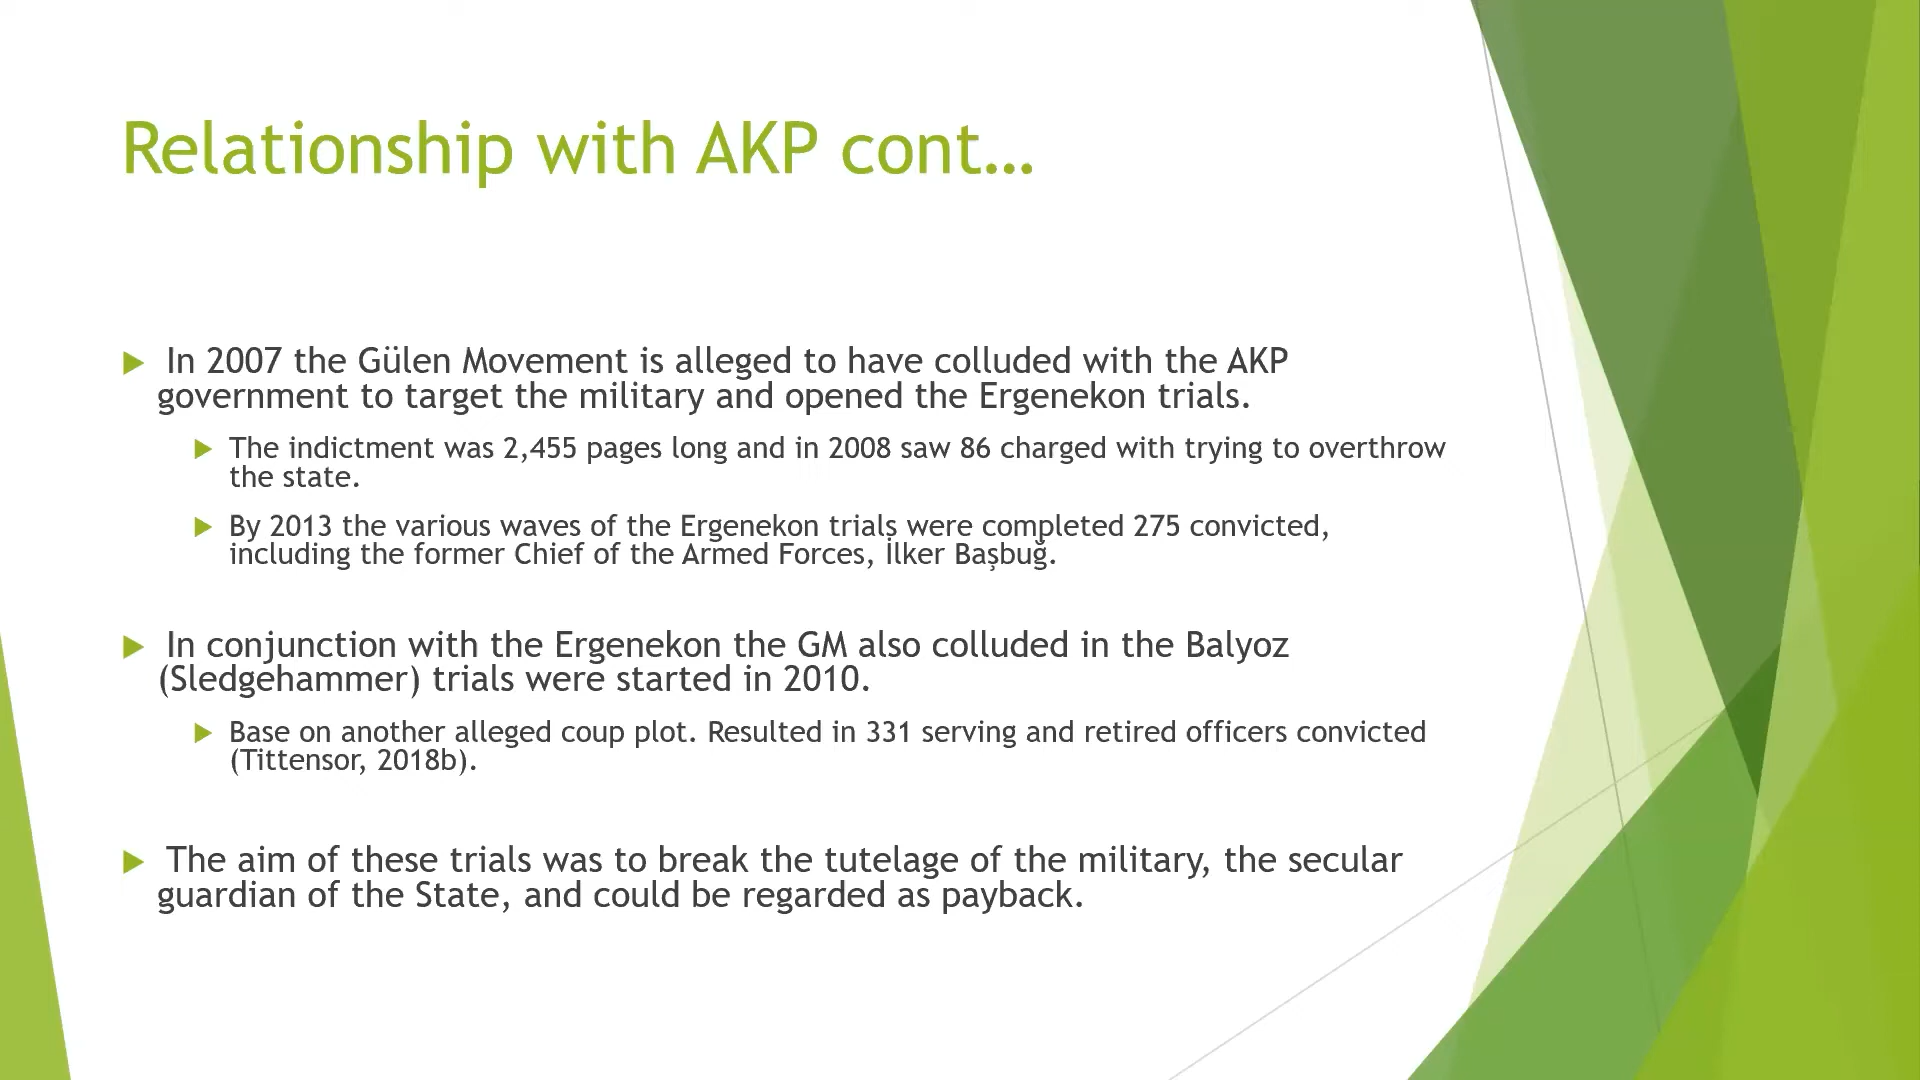 Relationship with AKP cont…
In 2007 the Gülen Movement is alleged to have colluded with the AKP
government to target the military and opened the Ergenekon trials.
The indictment was 2,455 pages long and in 2008 saw 86 charged with trying to overthrow
the state.
By 2013 the various waves of the Ergenekon trials were completed 275 convicted,
including the former Chief of the Armed Forces, İlker Başbuğ.
In conjunction with the Ergenekon the GM also colluded in the Balyoz
(Sledgehammer) trials were started in 2010.
Base on another alleged coup plot. Resulted in 331 serving and retired officers convicted
(Tittensor, 2018b).
The aim of these trials was to break the tutelage of the military, the secular
guardian of the State, and could be regarded as payback.